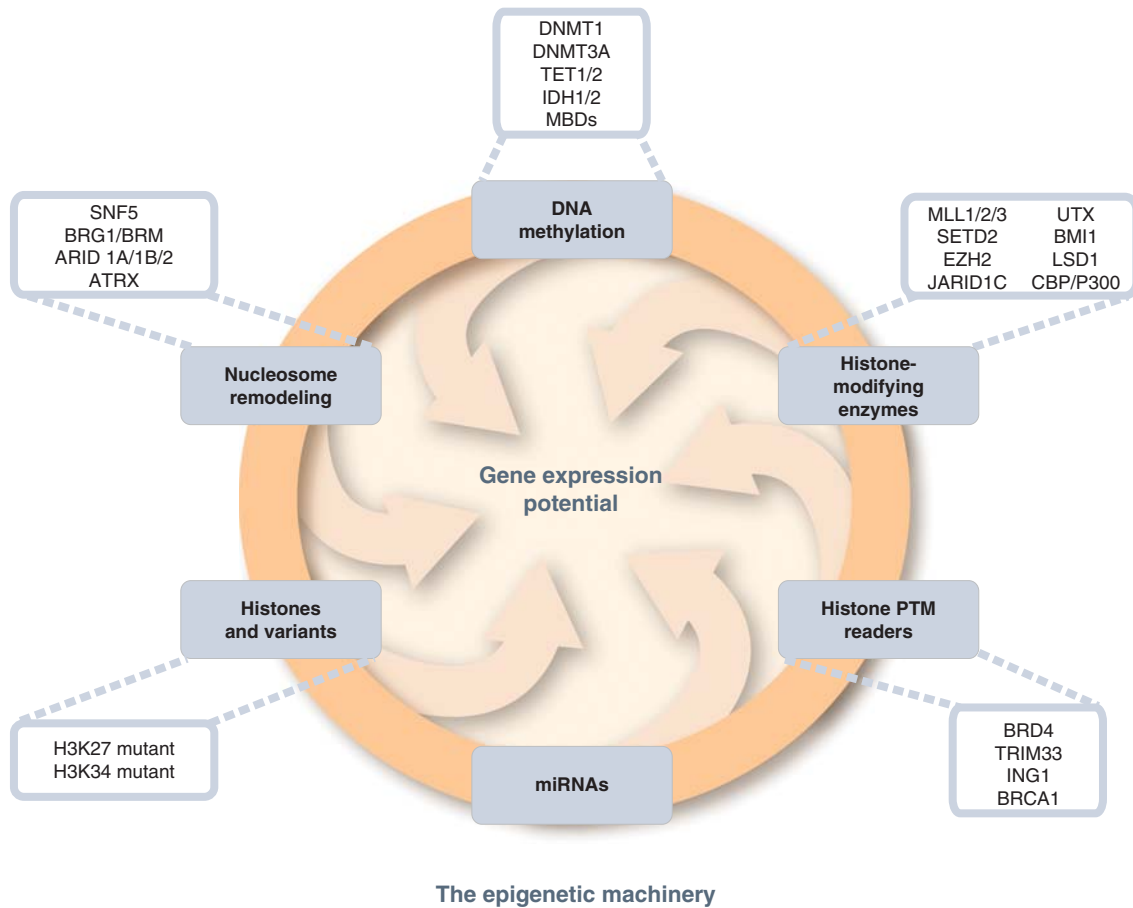 DNMT1
DNMT3A
TET1/2
IDH1/2
MBDs
DNA
methylation
SNF5
BRG1/BRM
ARID 1A/1B/2
ATRX
MLL1/2/3 UTX
SETD2 BMI1
EZH2 LSD1
JARID1C CBP/P300
Nucleosome
remodeling
Histone-
modifying
enzymes
Gene expression
potential
Histones
and variants
Histone PTM
readers
H3K27 mutant
H3K34 mutant
miRNAs
BRD4
TRIM33
ING1
BRCA1
The epigenetic machinery